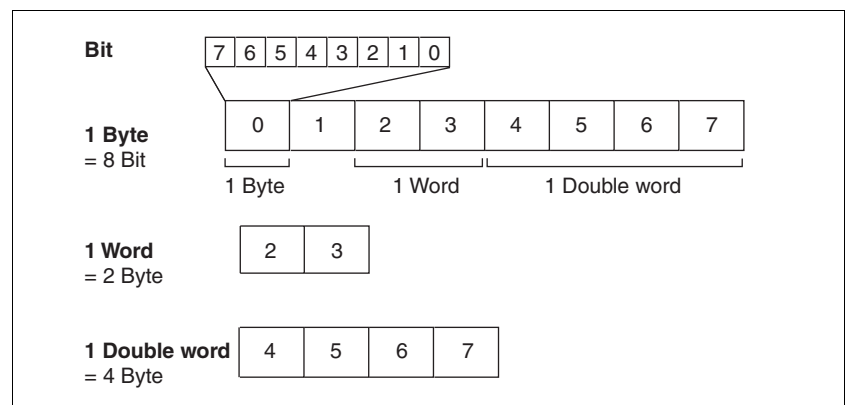 Bit
7 6 5 4 3 2 1 0
1 Byte
= 8 Bit
0 1 2 3 4 5 6 7
1 Byte 1 Word 1 Double word
1 Word
= 2 Byte
2 3
1 Double word
= 4 Byte
4 5 6 7